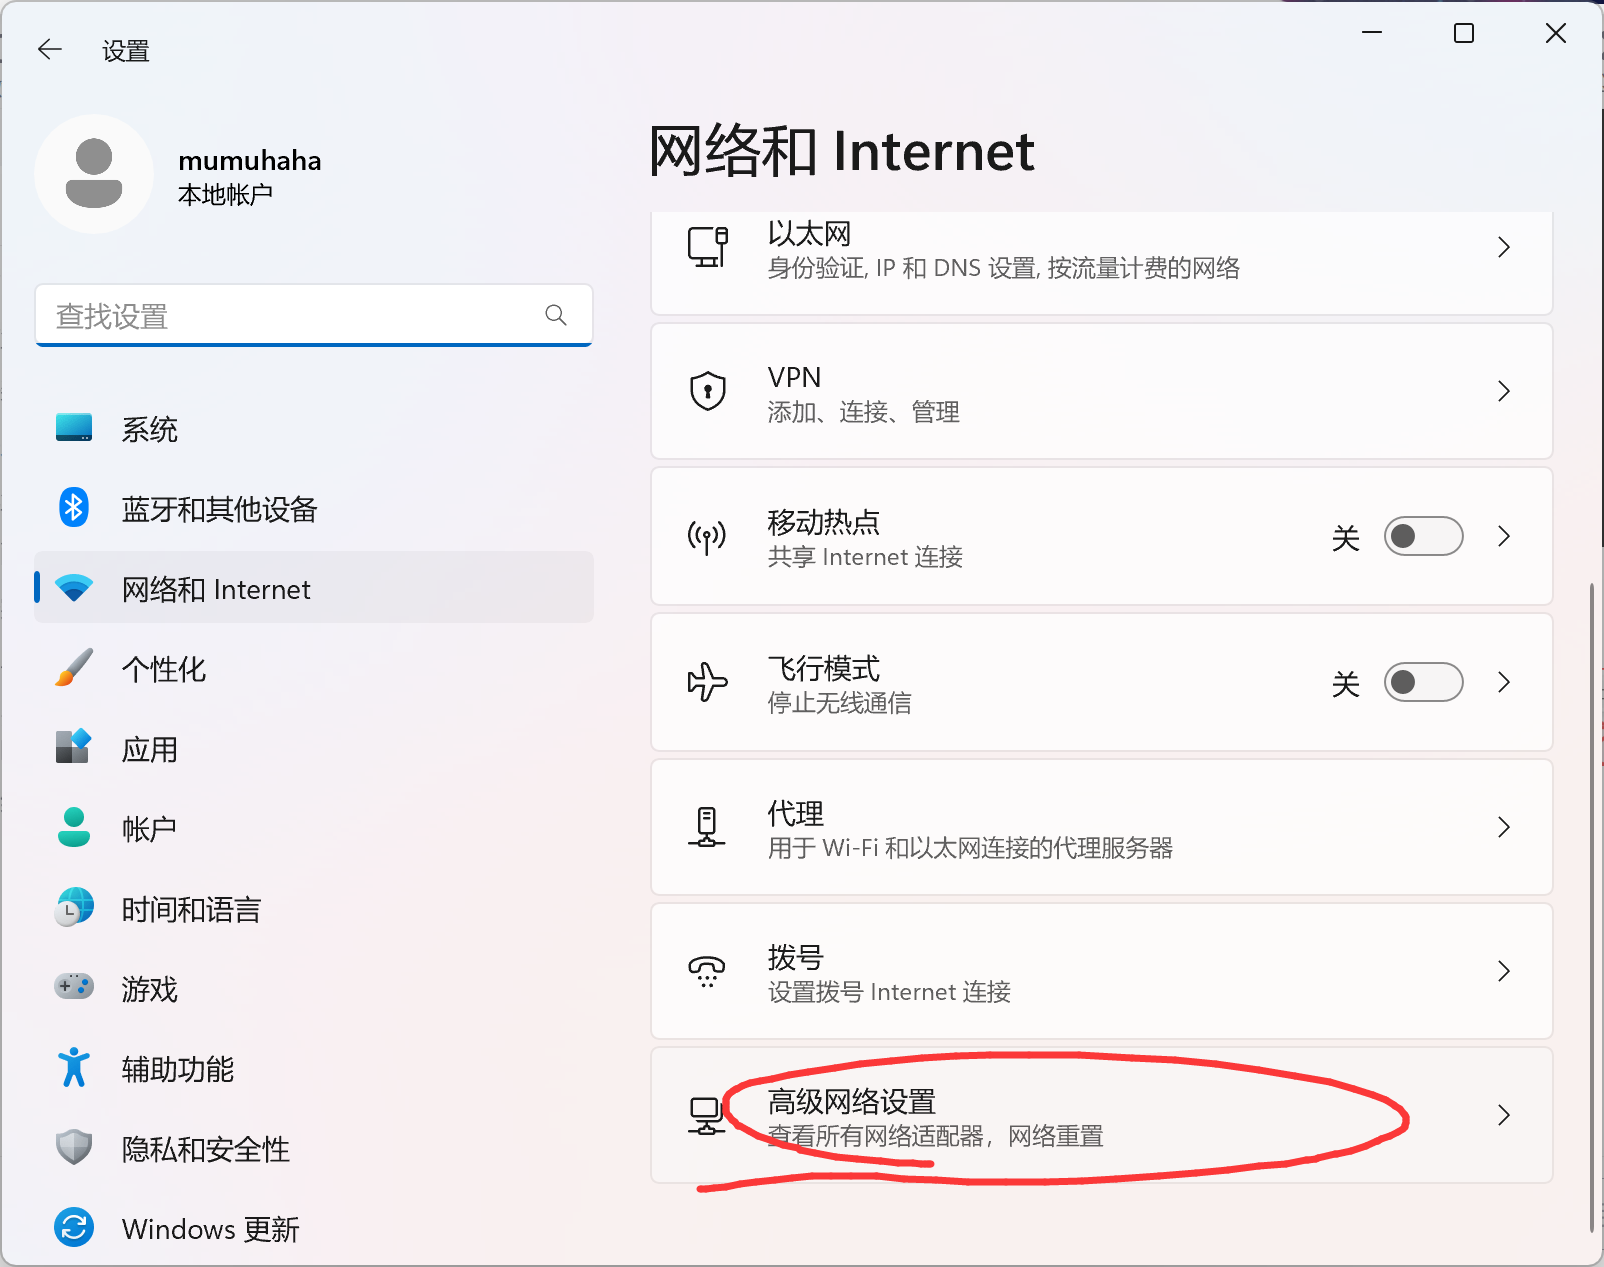 设置
mumuhaha
本地帐户
查找设置
系统
蓝牙和其他设备
网络和 Internet
个性化
应用
帐户
时间和语言
游戏
辅助功能
隐私和安全性
Windows 更新
网络和 Internet
以太网
身份验证, IP 和 DNS 设置, 按流量计费的网络
VPN
添加、连接、管理
移动热点
共享 Internet 连接
关
飞行模式
停止无线通信
关
代理
用于 Wi-Fi 和以太网连接的代理服务器
拨号
设置拨号 Internet 连接
高级网络设置
查看所有网络适配器，网络重置